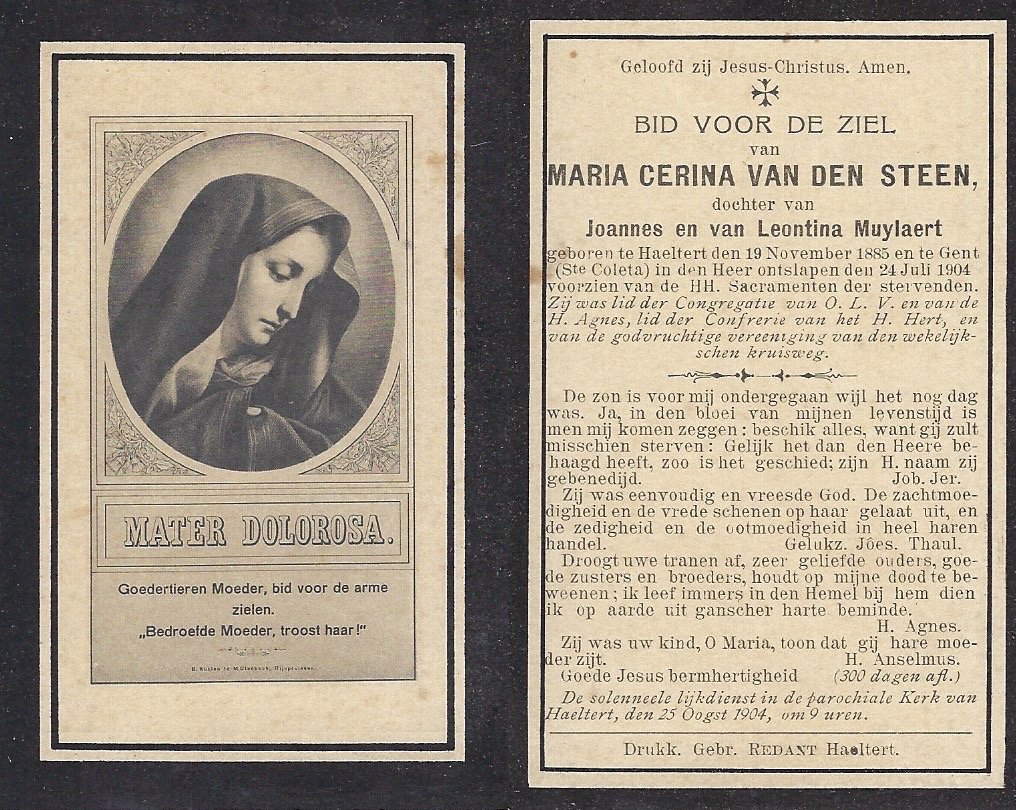 MATER DOLOROSA.
Goedertieren Moeder, bid voor de arme
zielen.
„Bedroefde Moeder, troost haar!"
B. Kühlen te M.Gladbach, Rijnpruisen.
Geloofd zij Jesus-Christus. Amen.
BID VOOR DE ZIEL
van
MARIA CERINA VAN DEN STEEN,
dochter van
Joannes en van Leontina Muylaert
geboren te Haeltert den 19 November 1885 en te Gent
(Ste Coleta) in den Heer ontslapen den 24 Juli 1904
voorzien van de HH. Sacramenten der stervenden.
Zij was lid der Congregatie van O. L. V. en van de
H. Agnes, lid der Confrerie van het H. Hert, en
van de godvruchtige vereeniging van den wekelijk-
schen kruisweg.
De zon is voor mij ondergegaan wijl het nog dag
was. Ja, in den bloei van mijnen levenstijd is
men mij komen zeggen: beschik alles, want gij zult
misschien sterven: Gelijk het dan den Heere be-
haagd heeft, zoo is het geschied; zijn H. naam zij
gebenedijd. Job. Jer.
Zij was eenvoudig en vreesde God. De zachtmoe-
digheid en de vrede schenen op haar gelaat uit, en
de zedigheid en de ootmoedigheid in heel haren
handel. Gelukz. Jôes. Thaul.
Droogt uwe tranen af, zeer geliefde ouders, goe-
de zusters en broeders, houdt op mijne dood te be-
weenen; ik leef immers in den Hemel bij hem dien
ik op aarde uit ganscher harte beminde.
H. Agnes.
Zij was uw kind, O Maria, toon dat gij hare moe-
der zijt. H. Anselmus.
Goede Jesus bermhertigheid (300 dagen afl.)
De solenneele lijkdienst in de parochiale Kerk van
Haeltert, den 25 Oogst 1904, om 9 uren.
Drukk. Gebr. REDANT Haeltert.